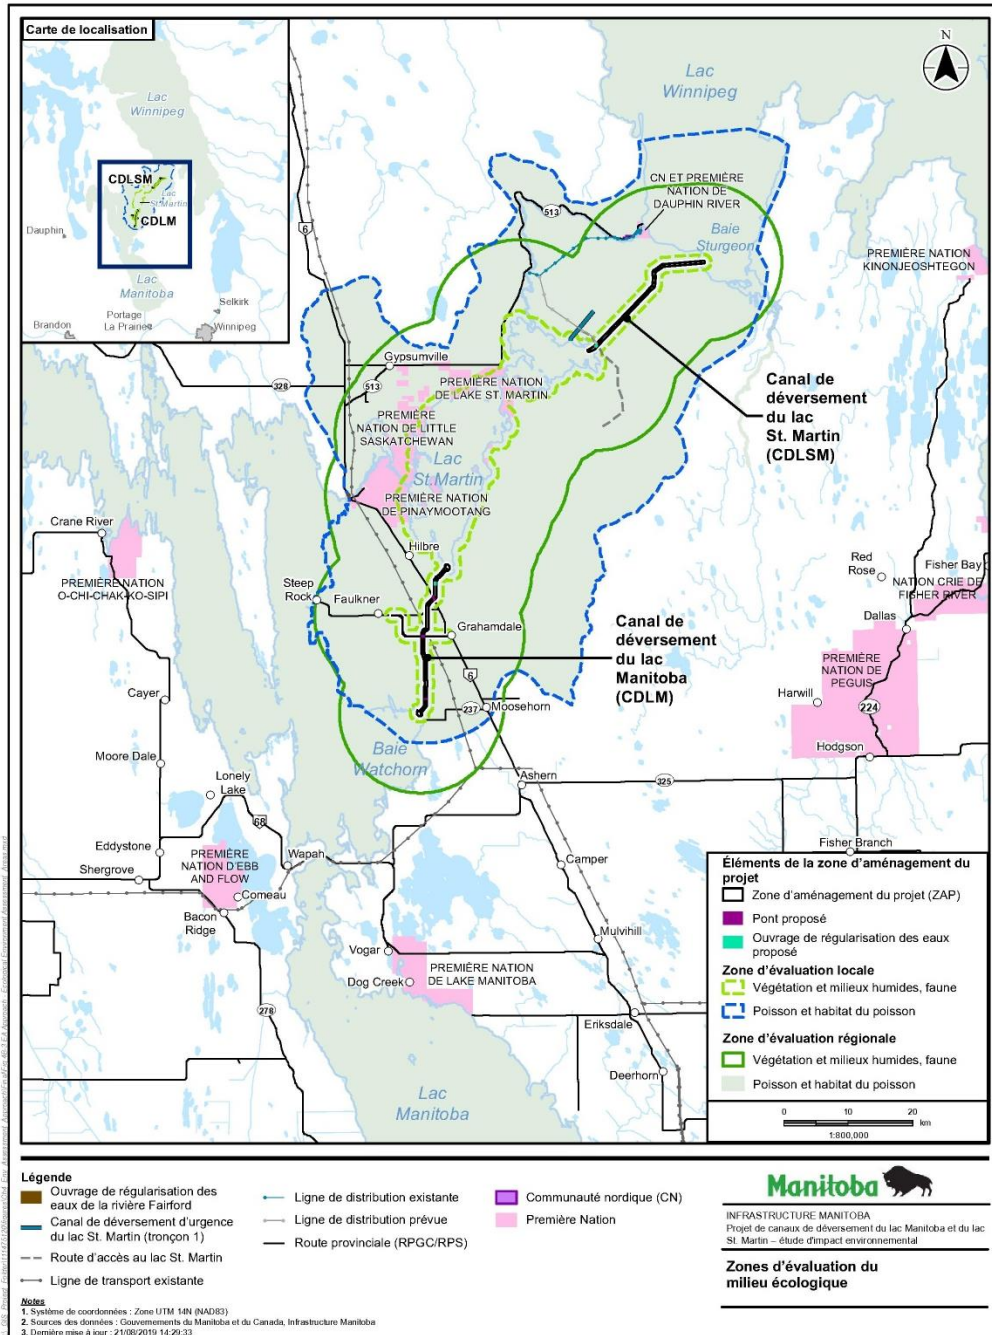 Carte de localisation
Lac
Winnipeg
CDLSM
Lac
St.Martin
CDLM
Dauphin
Lac
Manitoba
Selkirk
Portage
La Prairie
Brandon
Winnipeg
N
Lac
Winnipeg
CN ET PREMIÈRE
NATION DE
DAUPHIN RIVER
513
6
Baie
Sturgeon
PREMIÈRE NATION
KINONJEOSHTEGON
Gypsumville
328
513
PREMIÈRE NATION
DE LAKE ST. MARTIN
PREMIÈRE
NATION DE LITTLE
SASKATCHEWAN
Canal de
déversement
du lac
St. Martin
(CDLSM)
Lac
St.Martin
PREMIÈRE NATION
DE PINAYMOOTANG
Crane River
Hilbre
PREMIÈRE NATION
O-CHI-CHAK-KO-SIPI
Steep
Rock
Faulkner
Grahamdale
Red
Rose
Fisher Bay
NATION CRIE DE
FISHER RIVER
Dallas
Canal de
déversement
du lac
Manitoba
(CDLM)
PREMIÈRE
NATION DE
PEGUIS
Cayer
6
237
Moosehorn
Harwill
224
Moore Dale
Baie
Watchorn
Hodgson
Lonely
Lake
Ashern
325
68
Eddystone
Shergrove
PREMIÈRE
NATION D'EBB
AND FLOW
Wapah
Camper
Fisher Branch
Comeau
Bacon
Ridge
Vogar
Mulvihill
Dog Creek
PREMIÈRE NATION
DE LAKE MANITOBA
278
Eriksdale
Deerhorn
Lac
Manitoba
Éléments de la zone d'aménagement du
projet
Zone d'aménagement du projet (ZAP)
Pont proposé
Ouvrage de régularisation des eaux
proposé
Zone d'évaluation locale
Végétation et milieux humides, faune
Poisson et habitat du poisson
Zone d'évaluation régionale
Végétation et milieux humides, faune
Poisson et habitat du poisson
0 10 20
km
1:800,000
Légende
Ouvrage de régularisation des
eaux de la rivière Fairford
Canal de déversement d'urgence
du lac St. Martin (tronçon 1)
Route d'accès au lac St. Martin
Ligne de transport existante
Ligne de distribution existante
Ligne de distribution prévue
Route provinciale (RPGC/RPS)
Communauté nordique (CN)
Première Nation
Manitoba
INFRASTRUCTURE MANITOBA
Projet de canaux de déversement du lac Manitoba et du lac
St. Martin – étude d'impact environnemental
Zones d'évaluation du
milieu écologique
Notes
1. Système de coordonnées : Zone UTM 14N (NAD83)
2. Sources des données : Gouvernements du Manitoba et du Canada, Infrastructure Manitoba
3. Dernière mise à jour : 21/08/2019 14:29:33